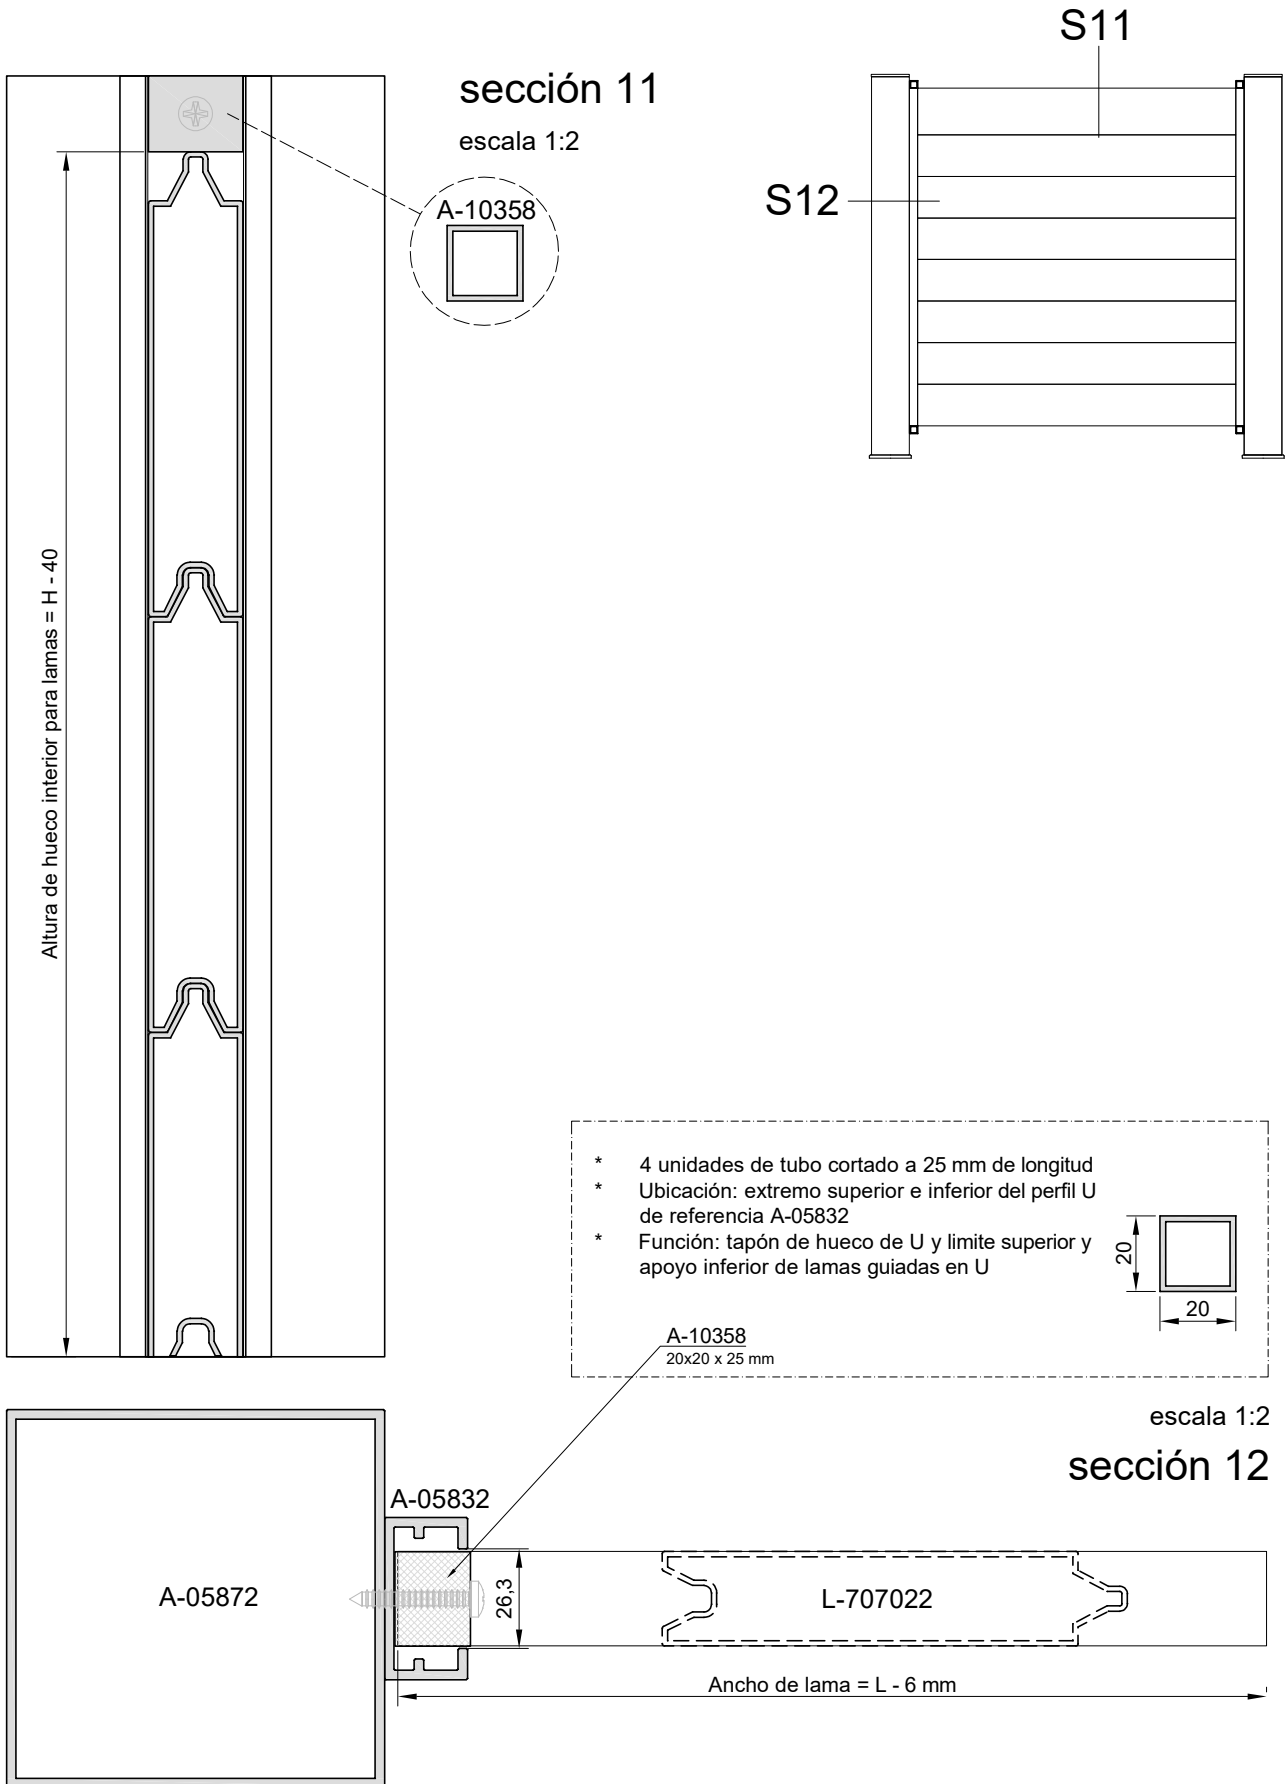 S11
sección 11
escala 1:2
S12
A-10358
Altura de hueco interior para lamas = H - 40
* 4 unidades de tubo cortado a 25 mm de longitud
* Ubicación: extremo superior e inferior del perfil U
de referencia A-05832
* Función: tapón de hueco de U y limite superior y
apoyo inferior de lamas guiadas en U
20
20
A-10358
20x20 x 25 mm
escala 1:2
sección 12
A-05832
A-05872
26,3
L-707022
Ancho de lama = L - 6 mm